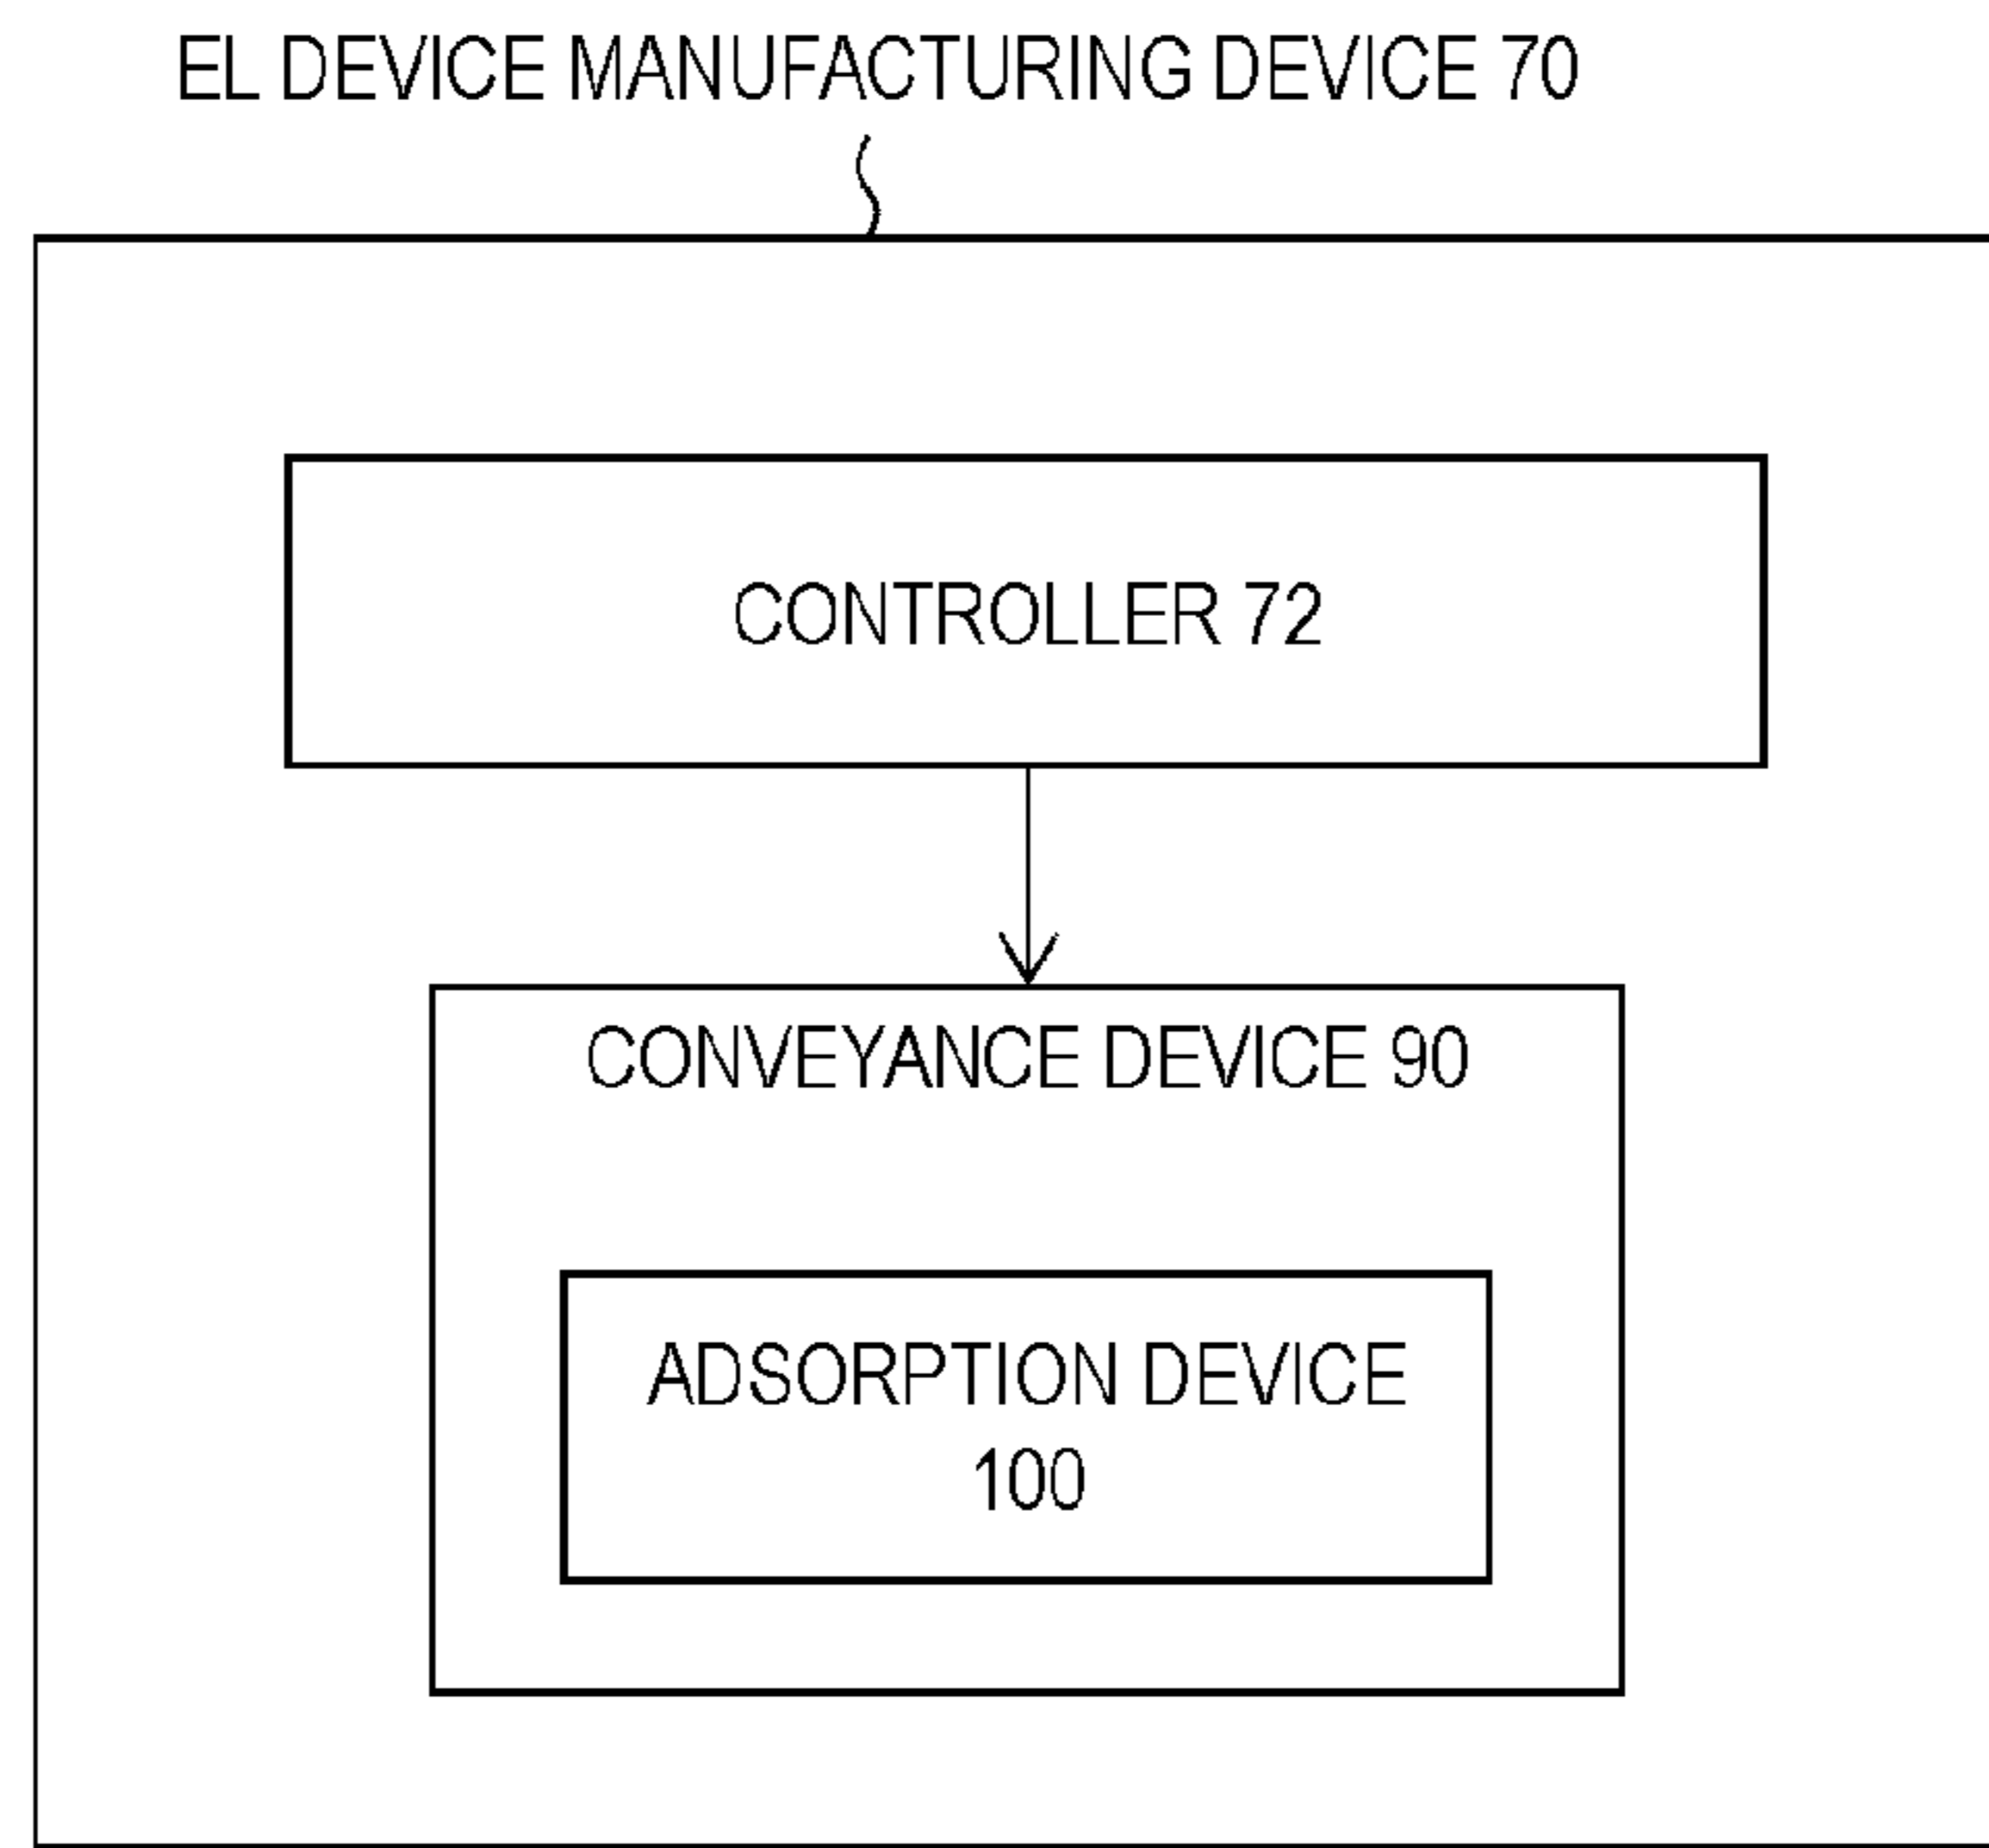 EL DEVICE MANUFACTURING DEVICE 70
CONTROLLER 72
CONVEYANCE DEVICE 90
ADSORPTION DEVICE
100